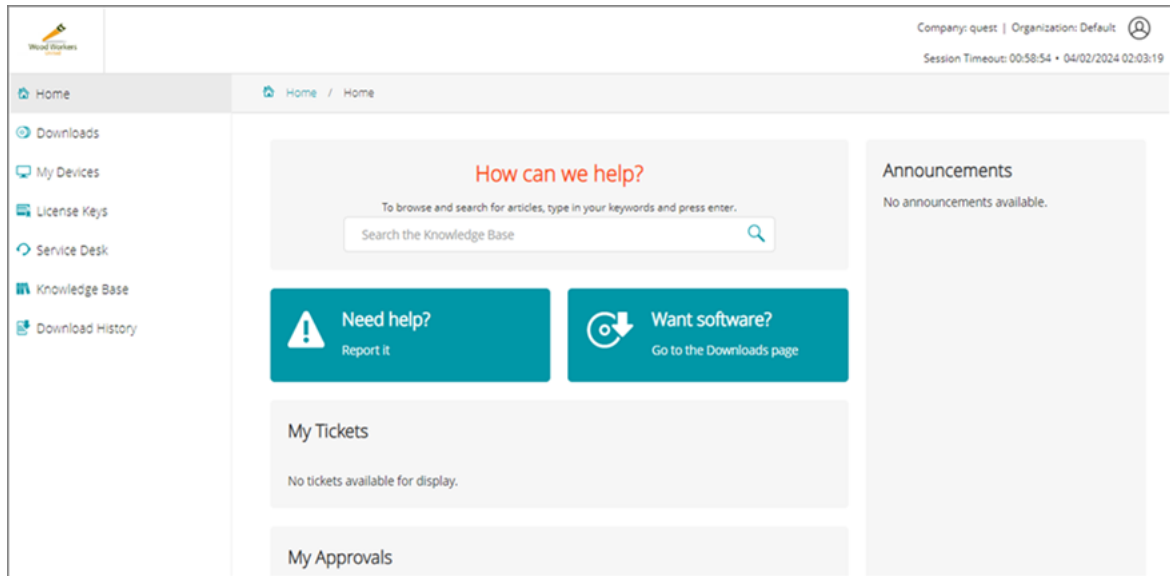 Wood Workers
Company: quest | Organization: Default
Session Timeout: 00:58:54 • 04/02/2024 02:03:19
Home
Downloads
My Devices
License Keys
Service Desk
Knowledge Base
Download History
Home / Home
How can we help?
To browse and search for articles, type in your keywords and press enter.
Search the Knowledge Base
Need help?
Report it
Want software?
Go to the Downloads page
My Tickets
No tickets available for display.
My Approvals
Announcements
No announcements available.